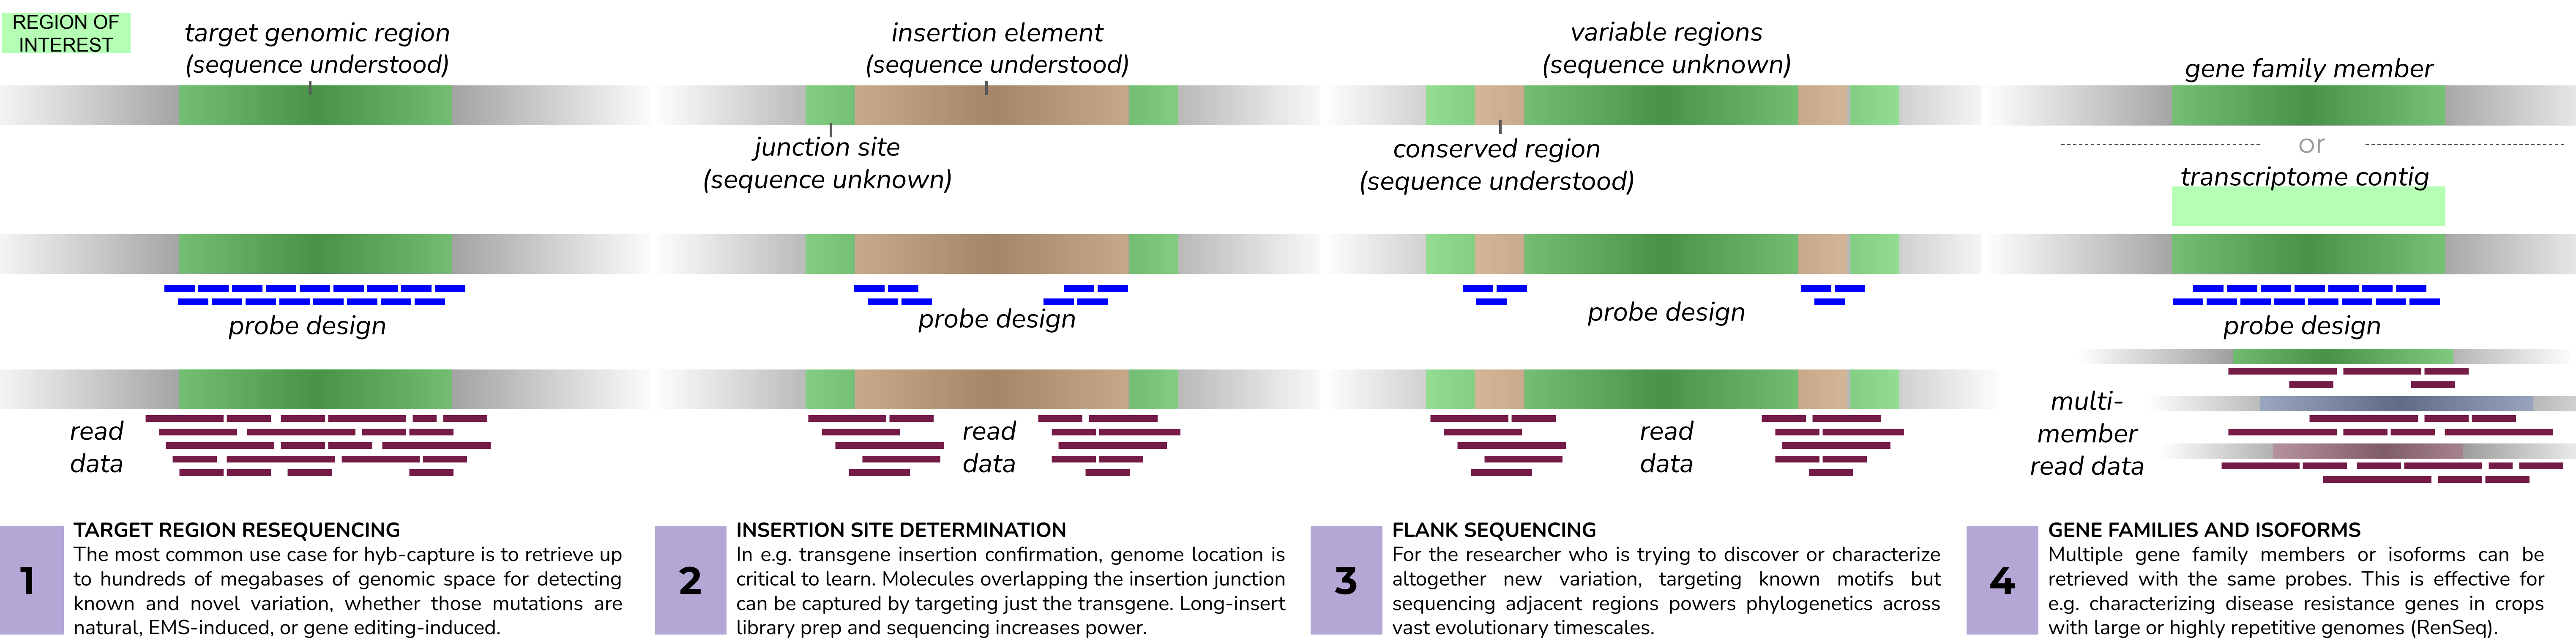 REGION OF
INTEREST
target genomic region
(sequence understood)
probe design
read
data
1
TARGET REGION RESEQUENCING
The most common use case for hyb-capture is to retrieve up
to hundreds of megabases of genomic space for detecting
known and novel variation, whether those mutations are
natural, EMS-induced, or gene editing-induced.
insertion element
(sequence understood)
junction site
(sequence unknown)
probe design
read
data
2
INSERTION SITE DETERMINATION
In e.g. transgene insertion confirmation, genome location is
critical to learn. Molecules overlapping the insertion junction
can be captured by targeting just the transgene. Long-insert
library prep and sequencing increases power.
variable regions
(sequence unknown)
conserved region
(sequence understood)
probe design
read
data
3
FLANK SEQUENCING
For the researcher who is trying to discover or characterize
altogether new variation, targeting known motifs but
sequencing adjacent regions powers phylogenetics across
vast evolutionary timescales.
gene family member
or
transcriptome contig
probe design
multi-
member
read data
4
GENE FAMILIES AND ISOFORMS
Multiple gene family members or isoforms can be
retrieved with the same probes. This is effective for
e.g. characterizing disease resistance genes in crops
with large or highly repetitive genomes (RenSeq).